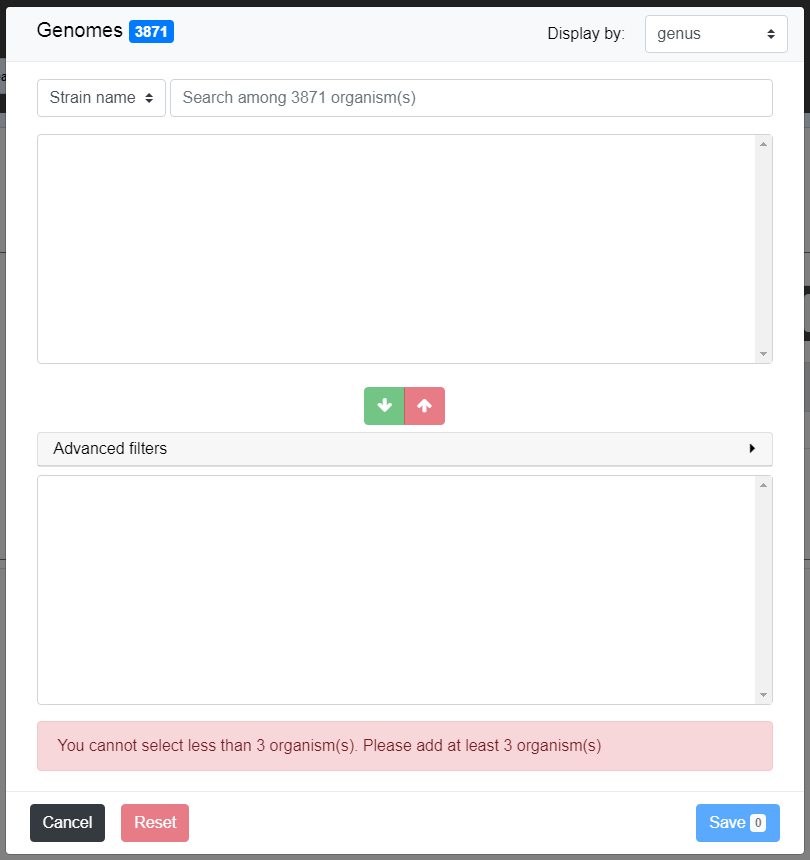 Genomes 3871
Display by: genus
Strain name Search among 3871 organism(s)
Advanced filters
You cannot select less than 3 organism(s). Please add at least 3 organism(s)
Cancel Reset Save 0